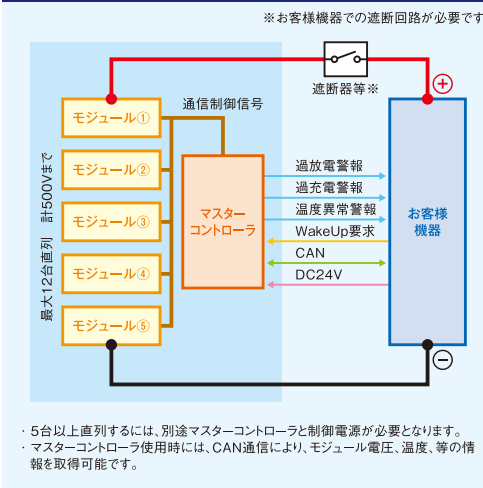 ※お客様機器での遮断回路が必要です
遮断器等※
通信制御信号
モジュール①
モジュール②
モジュール③
モジュール④
モジュール⑤
最大12台直列 計500Vまで
マスター
コントローラ
過放電警報
過充電警報
温度異常警報
WakeUp要求
CAN
DC24V
お客様
機器
+
−
・5台以上直列するには、別途マスターコントローラと制御電源が必要となります。
・マスターコントローラ使用時には、CAN通信により、モジュール電圧、温度、等の情
報を取得可能です。